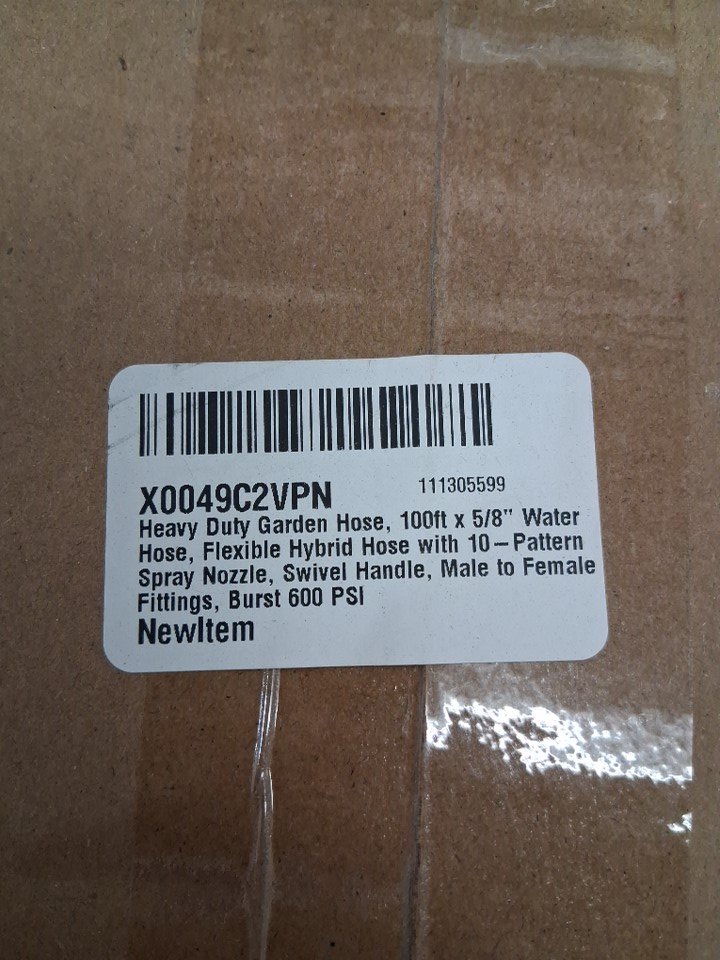 X0049C2VPN 111305599
Heavy Duty Garden Hose, 100ft x 5/8" Water
Hose, Flexible Hybrid Hose with 10-Pattern
Spray Nozzle, Swivel Handle, Male to Female
Fittings, Burst 600 PSI
NewItem